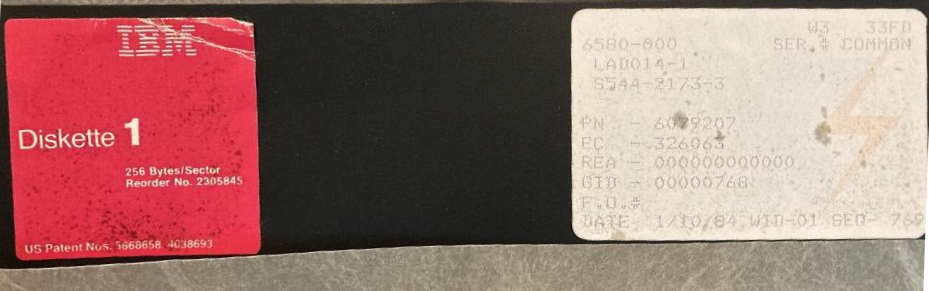 IBM
Diskette 1
256 Bytes/Sector
Reorder No. 2305845
US Patent Nos. 3668658, 4038693
W3 33FD
6580-000 SER.# COMMON
LAD014-1
S544-2173-3
PN - 6079207
EC - 326063
REA - 000000000000
GID - 00000768
F.O.#
DATE 1/10/84 WID-01 SEQ- 769